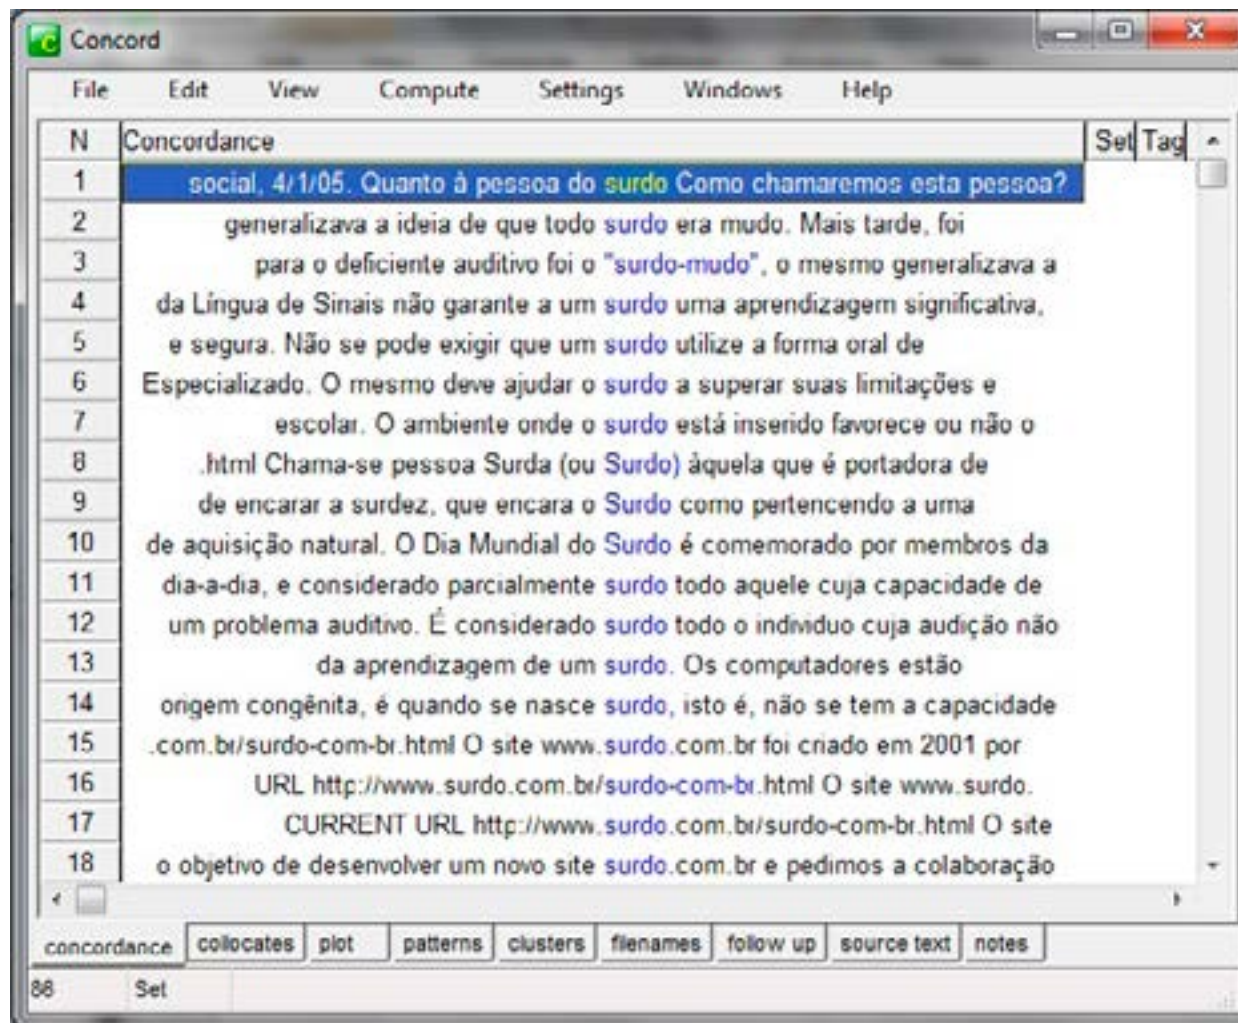 Concord
File Edit View Compute Settings Windows Help
N Concordance Set Tag
1 social, 4/1/05. Quanto à pessoa do surdo Como chamaremos esta pessoa?
2 generalizava a ideia de que todo surdo era mudo. Mais tarde, foi
3 para o deficiente auditivo foi o "surdo-mudo", o mesmo generalizava a
4 da Língua de Sinais não garante a um surdo uma aprendizagem significativa,
5 e segura. Não se pode exigir que um surdo utilize a forma oral de
6 Especializado. O mesmo deve ajudar o surdo a superar suas limitações e
7 escolar. O ambiente onde o surdo está inserido favorece ou não o
8 .html Chama-se pessoa Surda (ou Surdo) àquela que é portadora de
9 de encarar a surdez, que encara o Surdo como pertencendo a uma
10 de aquisição natural. O Dia Mundial do Surdo é comemorado por membros da
11 dia-a-dia, e considerado parcialmente surdo todo aquele cuja capacidade de
12 um problema auditivo. É considerado surdo todo o individuo cuja audição não
13 da aprendizagem de um surdo. Os computadores estão
14 origem congênita, é quando se nasce surdo, isto é, não se tem a capacidade
15 .com.br/surdo-com-br.html O site www.surdo.com.br foi criado em 2001 por
16 URL http://www.surdo.com.br/surdo-com-br.html O site www.surdo.
17 CURRENT URL http://www.surdo.com.br/surdo-com-br.html O site
18 o objetivo de desenvolver um novo site surdo.com.br e pedimos a colaboração
concordance collocates plot patterns clusters filenames follow up source text notes
86 Set